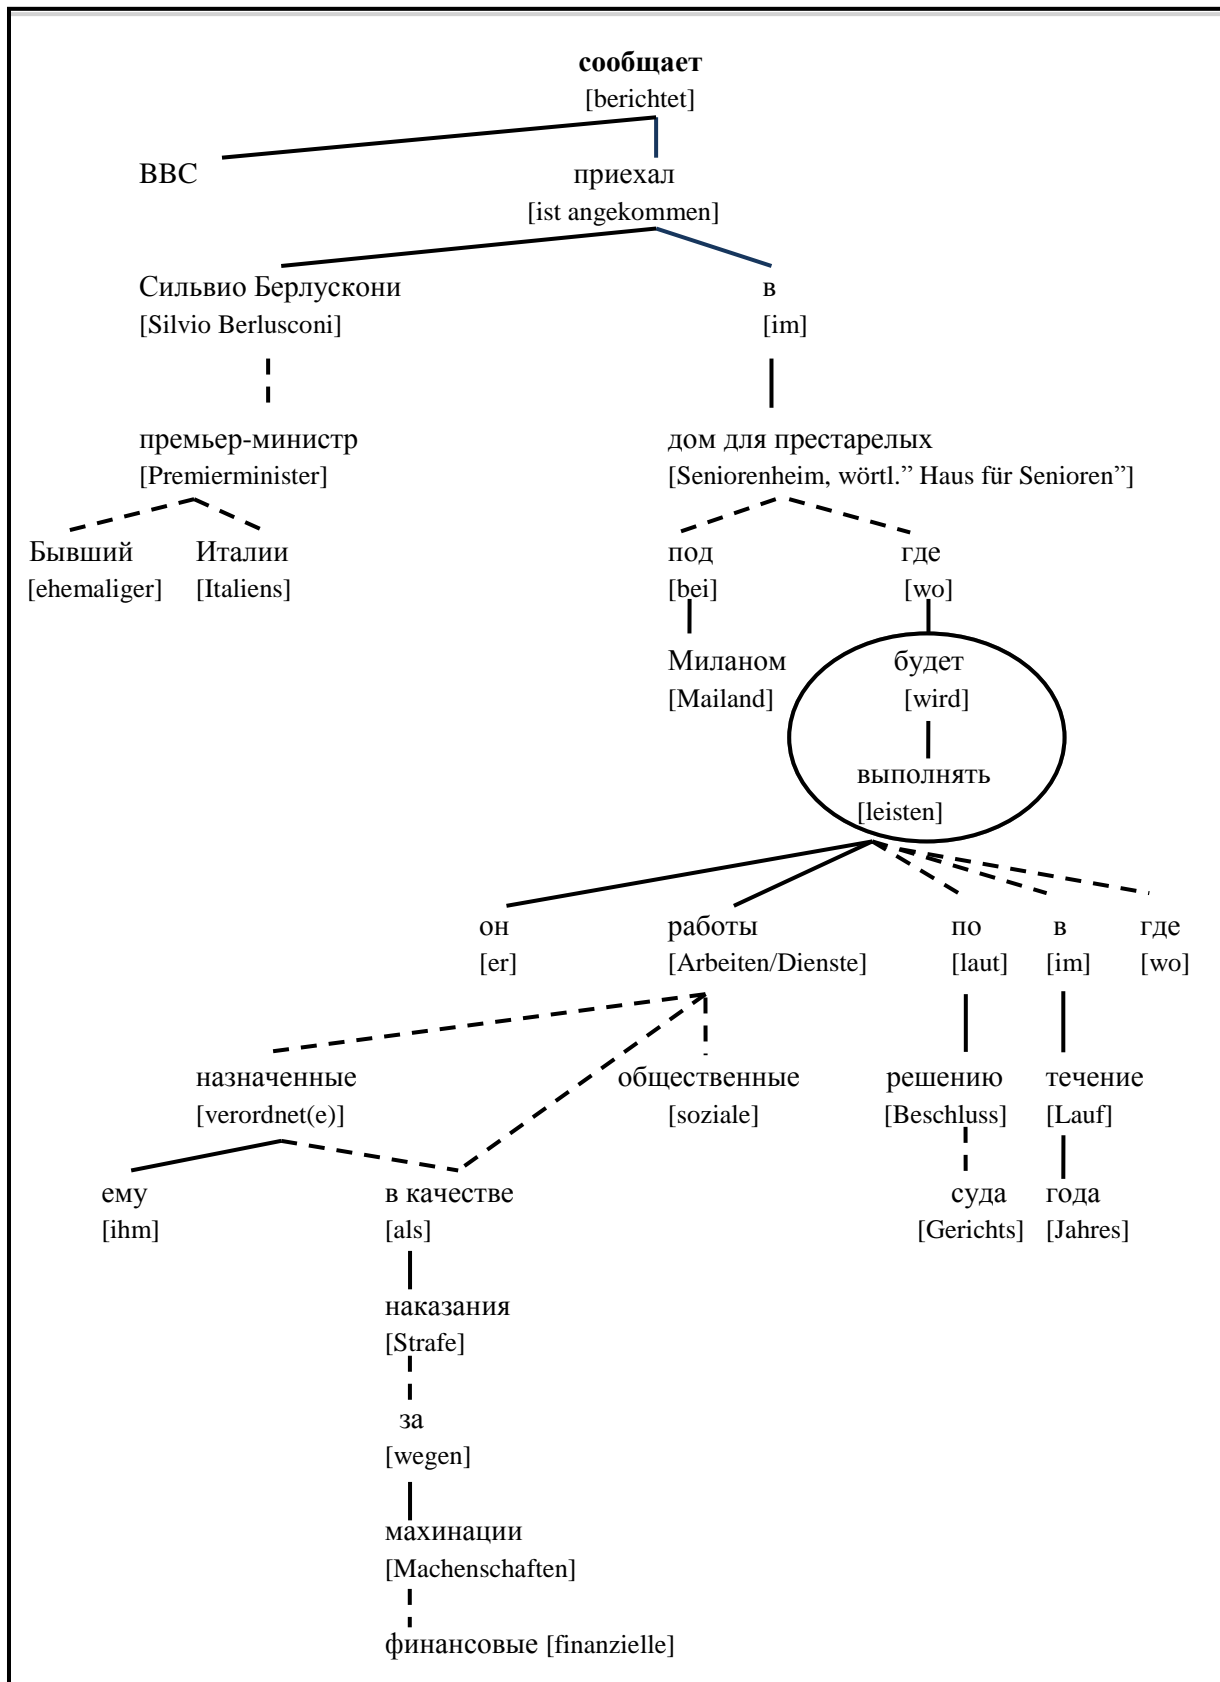 сообщает
[berichtet]
BBC
приехал
[ist angekommen]
Сильвио Берлускони
в
[Silvio Berlusconi]
[im]
премьер-министр
дом для престарелых
[Premierminister]
[Seniorenheim, wörtl.” Haus für Senioren”]
Бывший
Италии
под
где
[ehemaliger]
[Italiens]
[bei]
[wo]
Миланом
будет
[Mailand]
[wird]
выполнять
[leisten]
он
работы
по
в
где
[er]
[Arbeiten/Dienste]
[laut]
[im]
[wo]
назначенные
общественные
решению
течение
[verordnet(e)]
[soziale]
[Beschluss]
[Lauf]
ему
в качестве
суда
года
[ihm]
[als]
[Gerichts]
[Jahres]
наказания
[Strafe]
за
[wegen]
махинации
[Machenschaften]
финансовые [finanzielle]